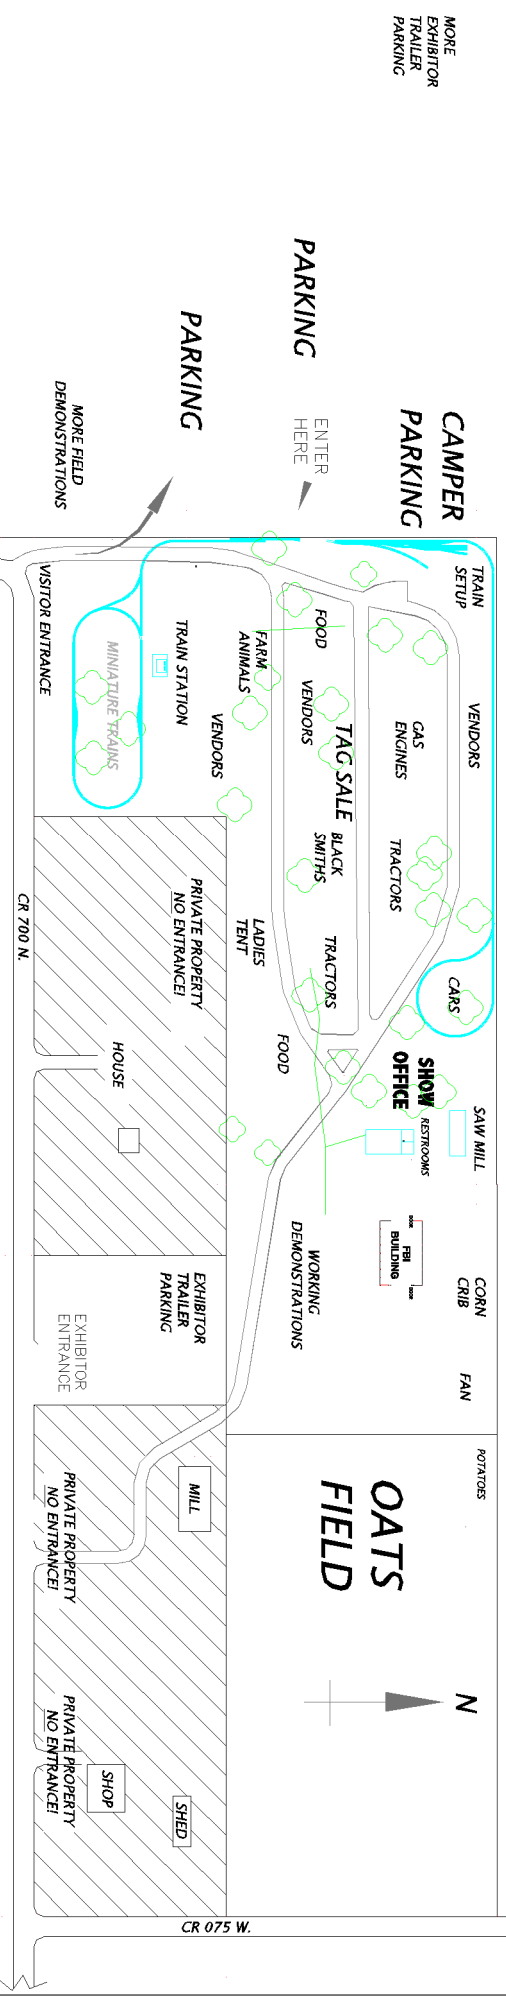 MORE
EXHIBITOR
TRAILER
PARKING
PARKING
PARKING
CAMPER
PARKING
ENTER
HERE
MORE FIELD
DEMONSTRATIONS
TRAIN
SETUP
VISITOR ENTRANCE
MINIATURE TRAINS
TRAIN STATION
FARM
ANIMALS
FOOD
VENDORS
VENDORS
VENDORS
GAS
ENGINES
TAG SALE
BLACK
SMITHS
TRACTORS
TRACTORS
LADIES
TENT
PRIVATE PROPERTY
NO ENTRANCE!
CR 700 N.
CARS
FOOD
HOUSE
SHOW
OFFICE
SAW MILL
RESTROOMS
DOOR
FBI
BUILDING
DOOR
WORKING
DEMONSTRATIONS
CORN
CRIB
FAN
EXHIBITOR
TRAILER
PARKING
EXHIBITOR
ENTRANCE
POTATOES
OATS
FIELD
MILL
PRIVATE PROPERTY
NO ENTRANCE!
N
PRIVATE PROPERTY
NO ENTRANCE!
SHOP
SHED
CR 075 W.